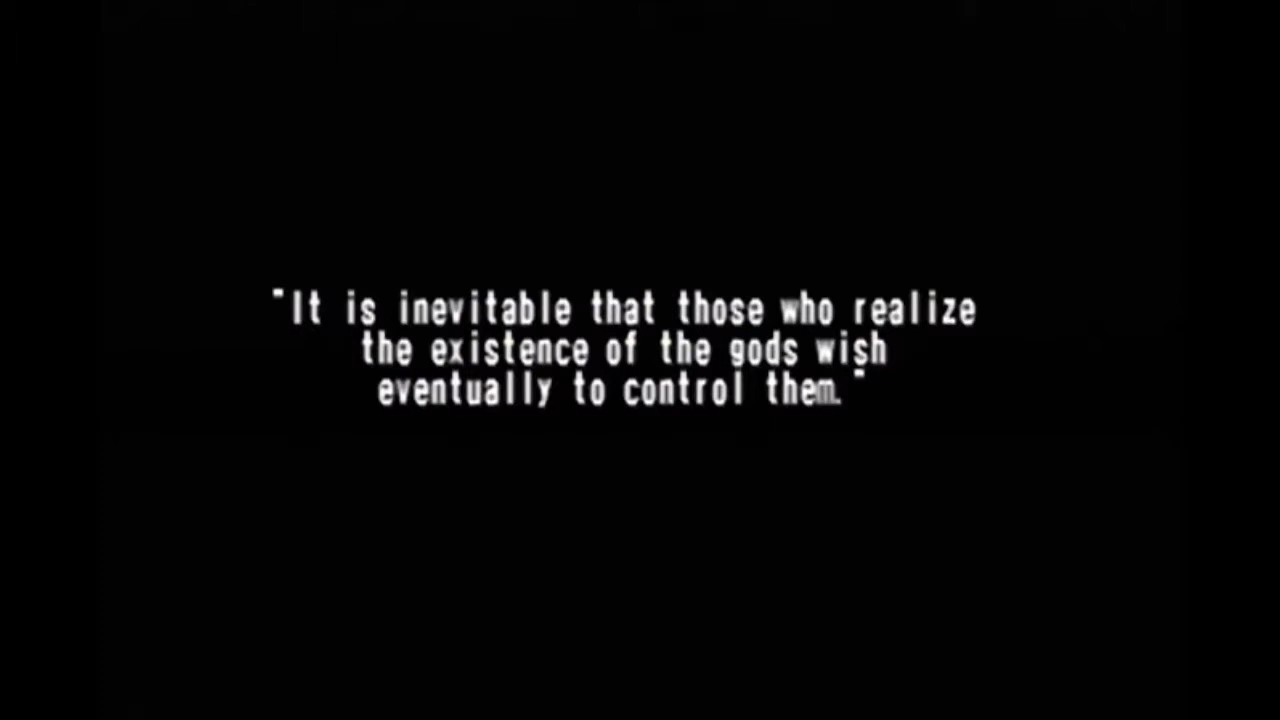 "It is inevitable that those who realize
the existence of the gods wish
eventually to control them."